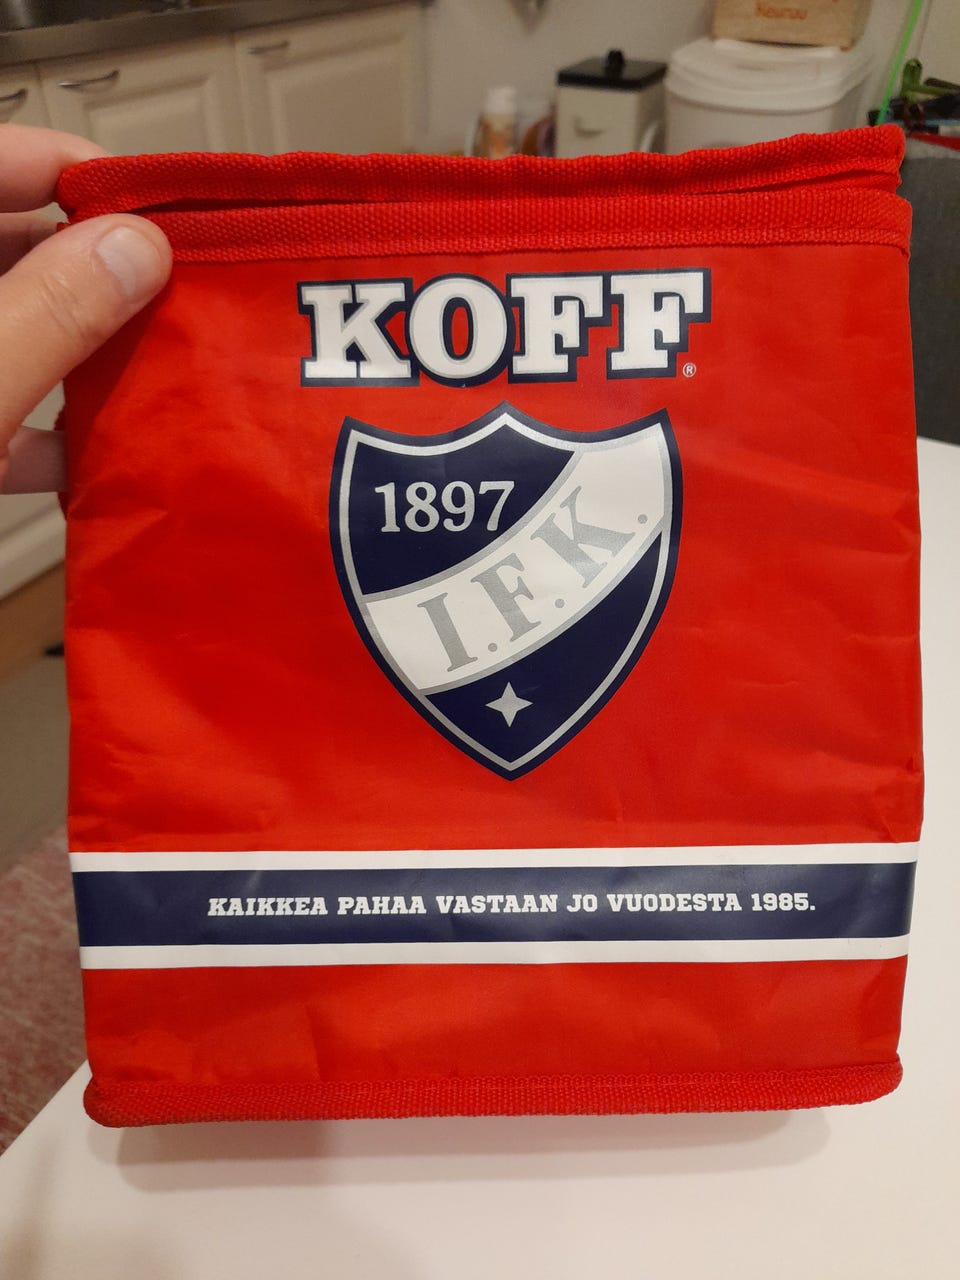 KOFF®
1897
I.F.K.
KAIKKEA PAHAA VASTAAN JO VUODESTA 1985.